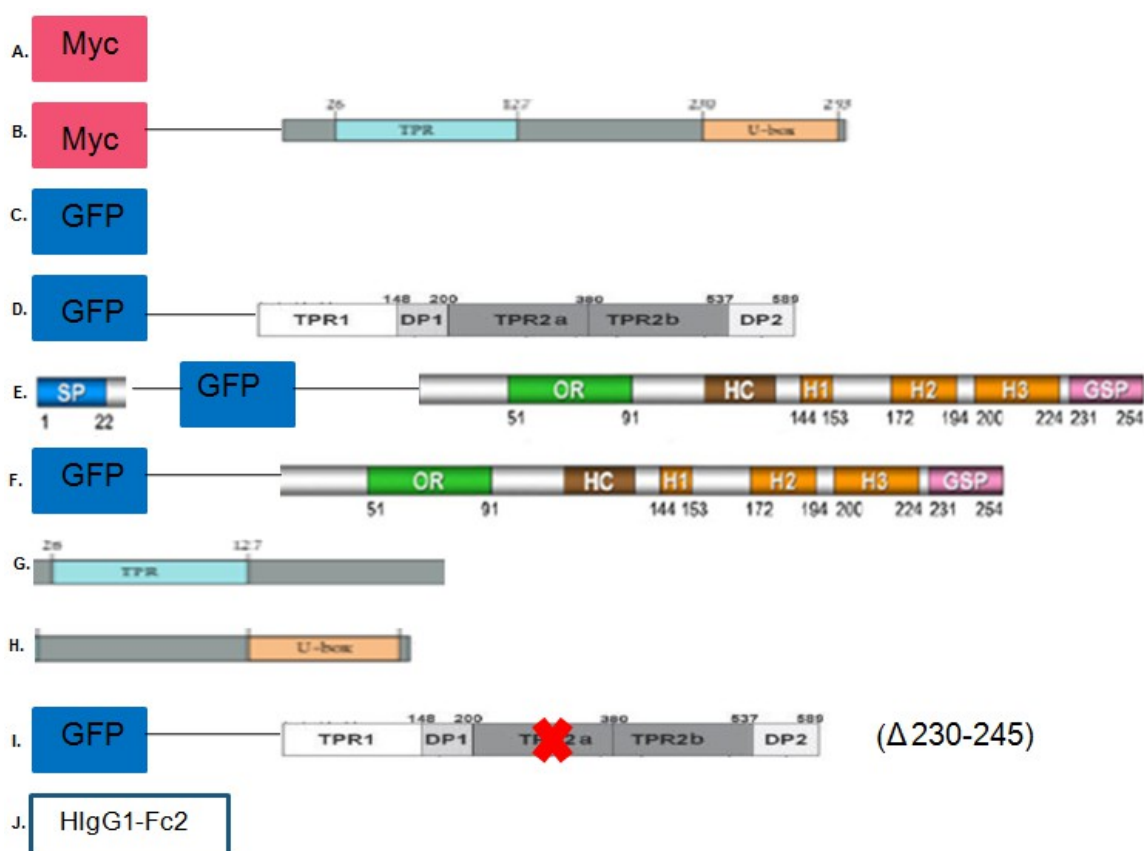 A. Myc
26 127 230 293
B. Myc TPR U-box
C. GFP
148 200 380 537 589
D. GFP TPR1 DP1 TPR2a TPR2b DP2
E. SP GFP OR HC H1 H2 H3 GSP
1 22 51 91 144 153 172 194 200 224 231 254
F. GFP OR HC H1 H2 H3 GSP
51 91 144 153 172 194 200 224 231 254
26 127
G. TPR
H. U-box
148 200 380 537 589
I. GFP TPR1 DP1 TPR2a TPR2b DP2 (Δ230-245)
J. HIgG1-Fc2